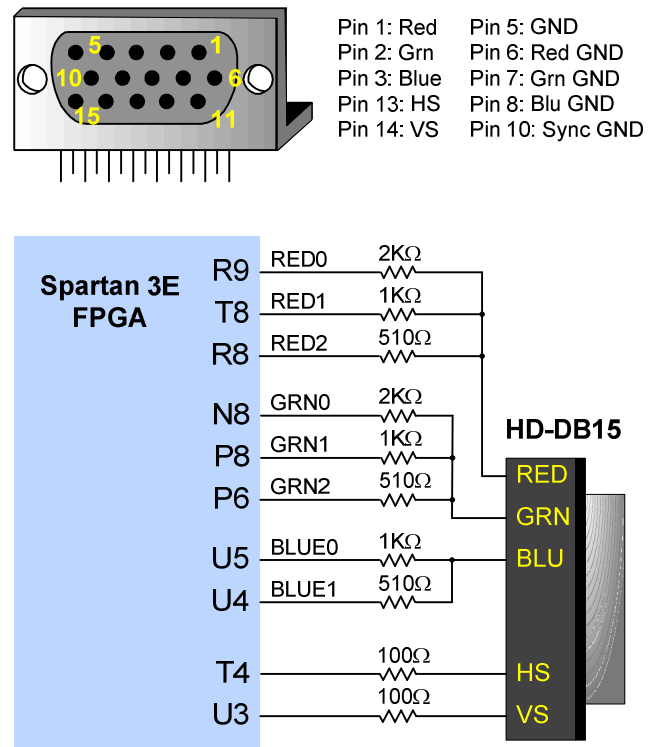 5
1
10
6
15
11
Pin 1: Red
Pin 5: GND
Pin 2: Grn
Pin 6: Red GND
Pin 3: Blue
Pin 7: Grn GND
Pin 13: HS
Pin 8: Blu GND
Pin 14: VS
Pin 10: Sync GND
Spartan 3E
FPGA
R9 RED0 2KΩ
T8 RED1 1KΩ
R8 RED2 510Ω
N8 GRN0 2KΩ
P8 GRN1 1KΩ
P6 GRN2 510Ω
U5 BLUE0 1KΩ
U4 BLUE1 510Ω
T4 100Ω
U3 100Ω
HD-DB15
RED
GRN
BLU
HS
VS